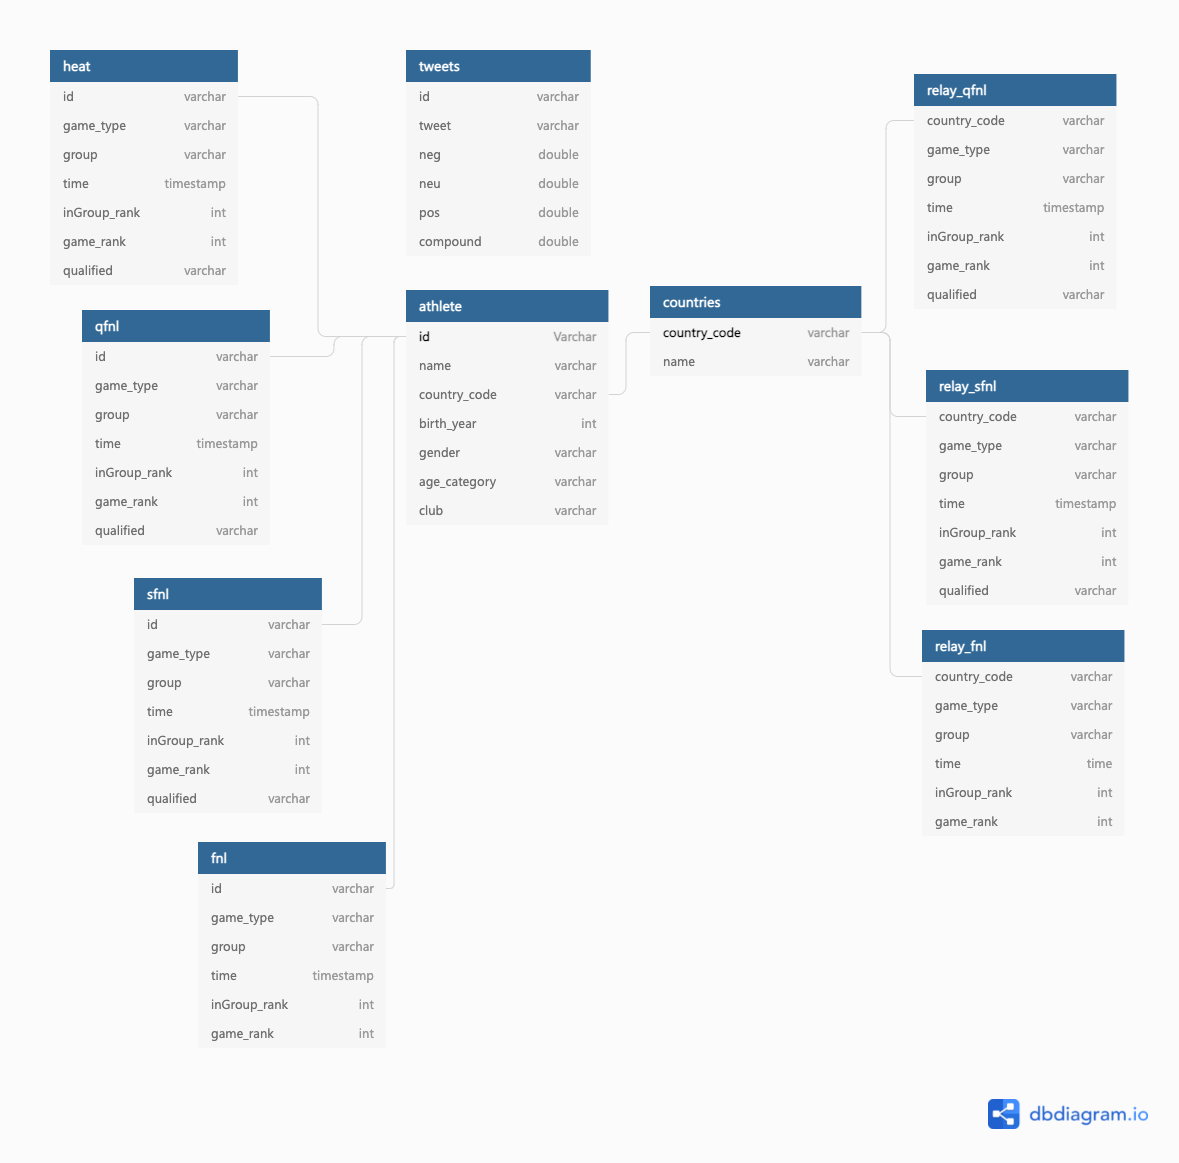 heat
id varchar
game_type varchar
group varchar
time timestamp
inGroup_rank int
game_rank int
qualified varchar
qfnl
id varchar
game_type varchar
group varchar
time timestamp
inGroup_rank int
game_rank int
qualified varchar
sfnl
id varchar
game_type varchar
group varchar
time timestamp
inGroup_rank int
game_rank int
qualified varchar
fnl
id varchar
game_type varchar
group varchar
time timestamp
inGroup_rank int
game_rank int
tweets
id varchar
tweet varchar
neg double
neu double
pos double
compound double
athlete
id Varchar
name varchar
country_code varchar
birth_year int
gender varchar
age_category varchar
club varchar
countries
country_code varchar
name varchar
relay_qfnl
country_code varchar
game_type varchar
group varchar
time timestamp
inGroup_rank int
game_rank int
qualified varchar
relay_sfnl
country_code varchar
game_type varchar
group varchar
time timestamp
inGroup_rank int
game_rank int
qualified varchar
relay_fnl
country_code varchar
game_type varchar
group varchar
time time
inGroup_rank int
game_rank int
dbdiagram.io